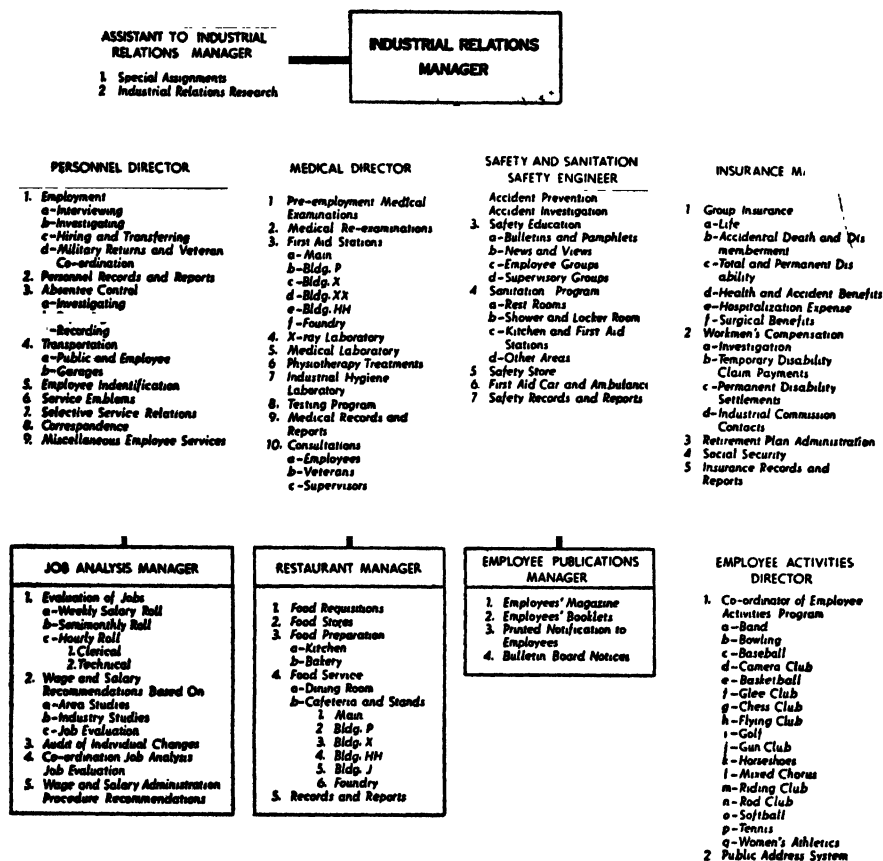 ASSISTANT TO INDUSTRIAL
RELATIONS MANAGER
1. Special Assignments
2 Industrial Relations Research
INDUSTRIAL RELATIONS
MANAGER
PERSONNEL DIRECTOR
1. Employment
a-Interviewing
b-Investigating
c-Hiring and Transferring
d-Military Returns and Veteran
Co-ordination
2. Personnel Records and Reports
3. Absentee Control
a-Investigating
-Recording
4. Transportation
a-Public and Employee
b-Garages
5. Employee Indentification
6. Service Emblems
7. Selective Service Relations
8. Correspondence
9. Miscellaneous Employee Services
MEDICAL DIRECTOR
1 Pre-employment Medical
Examinations
2. Medical Re-examinations
3. First Aid Stations
a-Main
b-Bldg. P
c-Bldg. X
d-Bldg. XX
e-Bldg. HH
f-Foundry
4. X-ray Laboratory
5. Medical Laboratory
6 Physiotherapy Treatments
7 Industrial Hygiene
Laboratory
8. Testing Program
9. Medical Records and
Reports
10. Consultations
a-Employees
b-Veterans
c-Supervisors
SAFETY AND SANITATION
SAFETY ENGINEER
Accident Prevention
Accident Investigation
3. Safety Education
a-Bulletins and Pamphlets
b-News and Views
c-Employee Groups
d-Supervisory Groups
4 Sanitation Program
a-Rest Rooms
b-Shower and Locker Room
c-Kitchen and First Aid
Stations
d-Other Areas
5 Safety Store
6. First Aid Car and Ambulance
7 Safety Records and Reports
INSURANCE M
1 Group Insurance
a-Life
b-Accidental Death and Dis
memberment
c-Total and Permanent Dis
ability
d-Health and Accident Benefits
e-Hospitalization Expense
f-Surgical Benefits
2 Workmen's Compensation
a-Investigation
b-Temporary Disability
Claim Payments
c-Permanent Disability
Settlements
d-Industrial Commission
Contacts
3 Retirement Plan Administration
4 Social Security
5 Insurance Records and
Reports
JOB ANALYSIS MANAGER
1. Evaluation of Jobs
a-Weekly Salary Roll
b-Semimonthly Roll
c-Hourly Roll
1. Clerical
2. Technical
2. Wage and Salary
Recommendations Based On
a-Area Studies
b-Industry Studies
c-Job Evaluation
3. Audit of Individual Changes
4. Co-ordination Job Analysis
Job Evaluation
5. Wage and Salary Administration
Procedure Recommendations
RESTAURANT MANAGER
1. Food Requisitions
2. Food Stores
3. Food Preparation
a-Kitchen
b-Bakery
4. Food Service
a-Dining Room
b-Cafeteria and Stands
1. Main
2 Bldg. P
3. Bldg. X
4. Bldg. HH
5. Bldg. J
6. Foundry
5. Records and Reports
EMPLOYEE PUBLICATIONS
MANAGER
1. Employees' Magazine
2. Employees' Booklets
3. Printed Notification to
Employees
4. Bulletin Board Notices
EMPLOYEE ACTIVITIES
DIRECTOR
1. Co-ordinator of Employee
Activities Program
a-Band
b-Bowling
c-Baseball
d-Camera Club
e-Basketball
f-Glee Club
g-Chess Club
h-Flying Club
i-Golf
j-Gun Club
k-Horseshoes
l-Mixed Chorus
m-Riding Club
n-Rod Club
o-Softball
p-Tennis
q-Women's Athletics
2 Public Address System